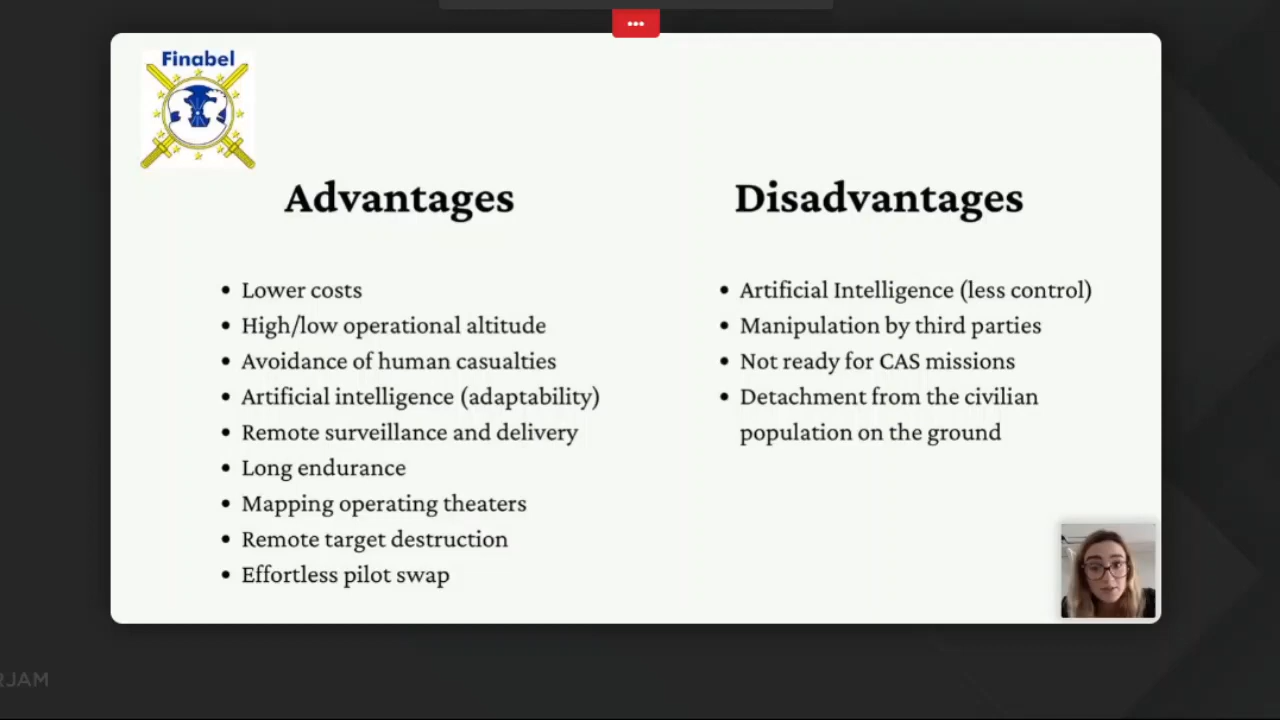 Finabel
Advantages
Lower costs
High/low operational altitude
Avoidance of human casualties
Artificial intelligence (adaptability)
Remote surveillance and delivery
Long endurance
Mapping operating theaters
Remote target destruction
Effortless pilot swap
Disadvantages
Artificial Intelligence (less control)
Manipulation by third parties
Not ready for CAS missions
Detachment from the civilian
population on the ground